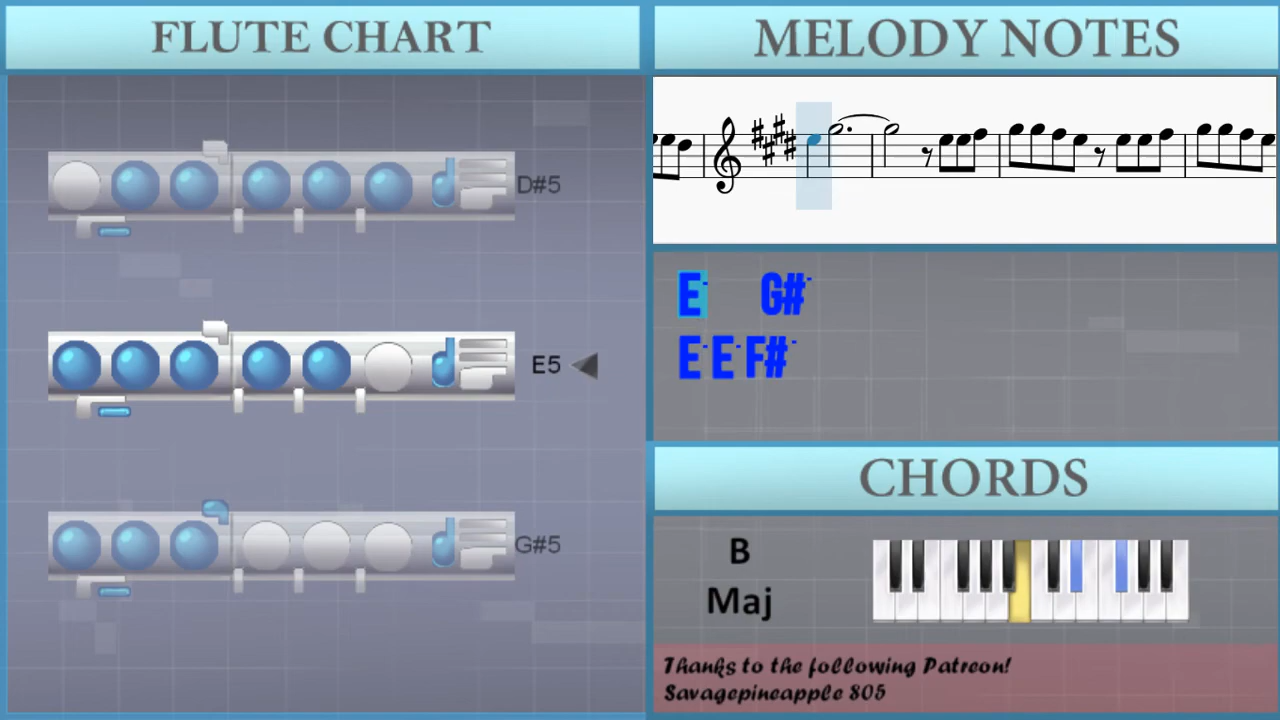 FLUTE CHART
D#5
E5
G#5
MELODY NOTES
E G#
E E F#
CHORDS
B
Maj
Thanks to the following Patreon!
Savagepineapple 805